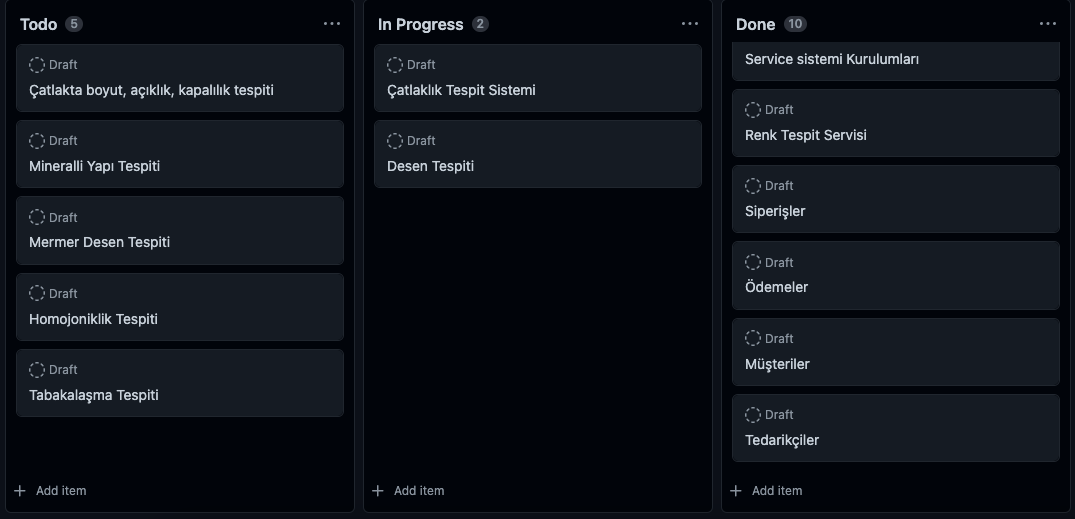 Todo 5
Draft
Çatlakta boyut, açıklık, kapalılık tespiti
Draft
Mineralli Yapı Tespiti
Draft
Mermer Desen Tespiti
Draft
Homojoniklik Tespiti
Draft
Tabakalaşma Tespiti
+ Add item
In Progress 2
Draft
Çatlaklık Tespit Sistemi
Draft
Desen Tespiti
+ Add item
Done 10
Service sistemi Kurulumları
Draft
Renk Tespit Servisi
Draft
Siperişler
Draft
Ödemeler
Draft
Müşteriler
Draft
Tedarikçiler
+ Add item